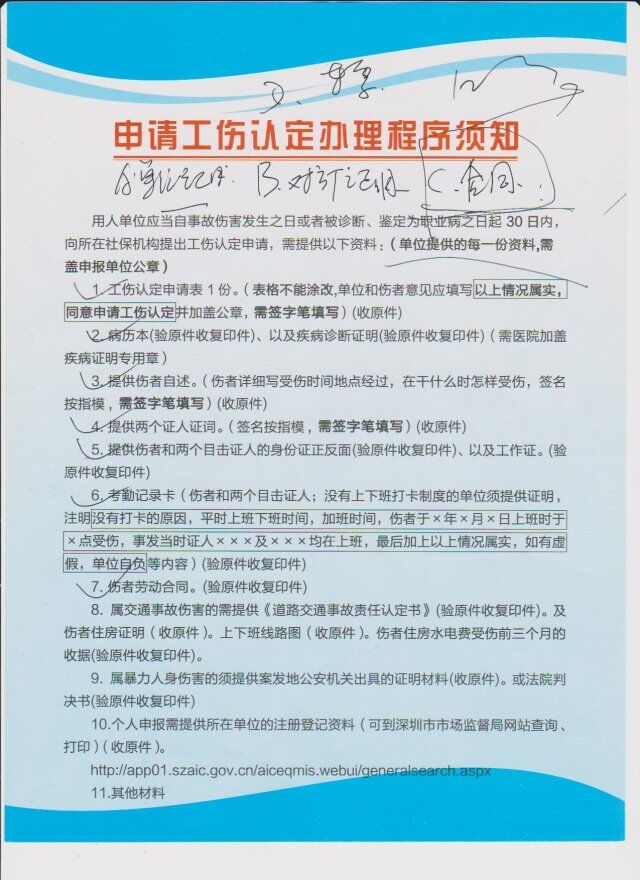 申请工伤认定办理程序须知
C.合同.
用人单位应当自事故伤害发生之日或者被诊断、鉴定为职业病之日起 30 日内，
向所在社保机构提出工伤认定申请，需提供以下资料：（单位提供的每一份资料，需
盖申报单位公章）
1. 工伤认定申请表 1 份。（表格不能涂改,单位和伤者意见应填写以上情况属实，
同意申请工伤认定并加盖公章，需签字笔填写）(收原件)
2. 病历本(验原件收复印件)、以及疾病诊断证明(验原件收复印件)（需医院加盖
疾病证明专用章）
3. 提供伤者自述。（伤者详细写受伤时间地点经过，在干什么时怎样受伤，签名
按指模，需签字笔填写）(收原件)
4. 提供两个证人证词。（签名按指模，需签字笔填写）(收原件)
5. 提供伤者和两个目击证人的身份证正反面(验原件收复印件)、以及工作证。(验
原件收复印件)
6. 考勤记录卡（伤者和两个目击证人；没有上下班打卡制度的单位须提供证明，
注明没有打卡的原因，平时上班下班时间，加班时间，伤者于×年×月×日上班时于
×点受伤，事发当时证人×××及×××均在上班，最后加上以上情况属实，如有虚
假，单位自负等内容）(验原件收复印件)
7. 伤者劳动合同。(验原件收复印件)
8. 属交通事故伤害的需提供《道路交通事故责任认定书》(验原件收复印件)。及
伤者住房证明（收原件）。上下班线路图（收原件）。伤者住房水电费受伤前三个月的
收据(验原件收复印件)。
9. 属暴力人身伤害的须提供案发地公安机关出具的证明材料(收原件)。或法院判
决书(验原件收复印件)
10.个人申报需提供所在单位的注册登记资料（可到深圳市市场监督局网站查询、
打印)（收原件)。
http://app01.szaic.gov.cn/aiceqmis.webui/generalsearch.aspx
11.其他材料